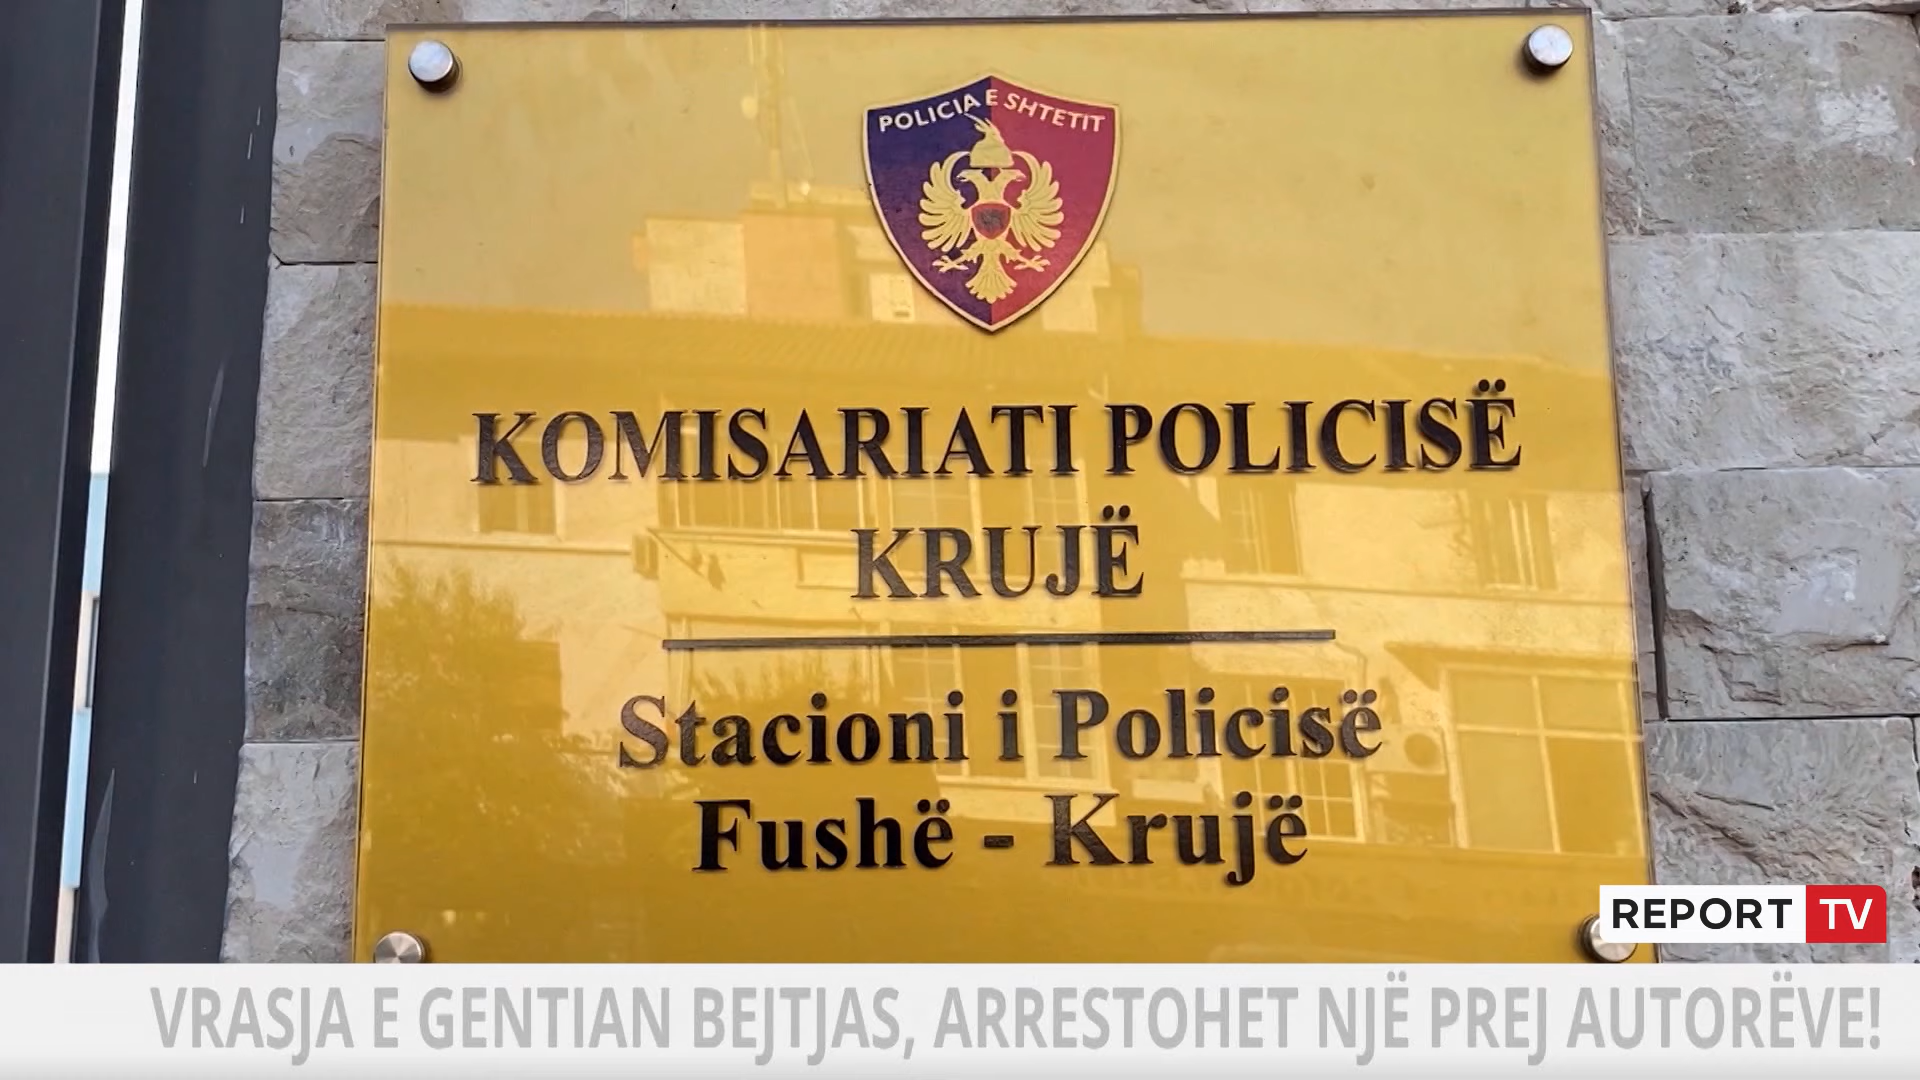 POLICIA E SHTETIT
KOMISARIATI POLICISË
KRUJË
Stacioni i Policisë
Fushë - Krujë
REPORT TV
VRASJA E GENTIAN BEJTJAS, ARRESTOHET NJË PREJ AUTORËVE!